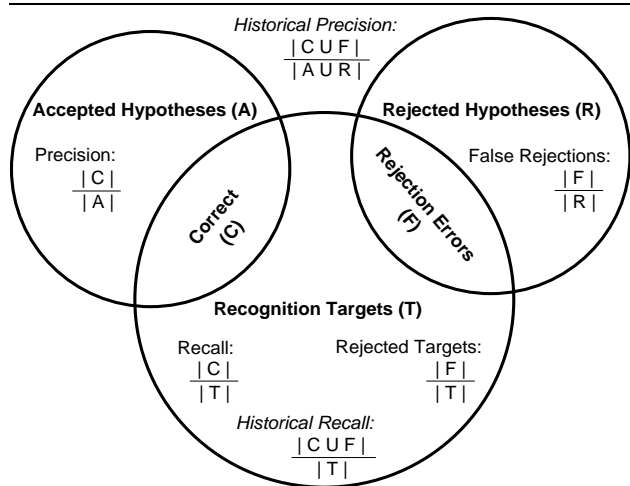 Historical Precision:
| C U F |
| A U R |
Accepted Hypotheses (A)
Rejected Hypotheses (R)
Precision:
| C |
| A |
False Rejections:
| F |
| R |
Correct
(C)
Rejection Errors
(F)
Recognition Targets (T)
Recall:
| C |
| T |
Rejected Targets:
| F |
| T |
Historical Recall:
| C U F |
| T |